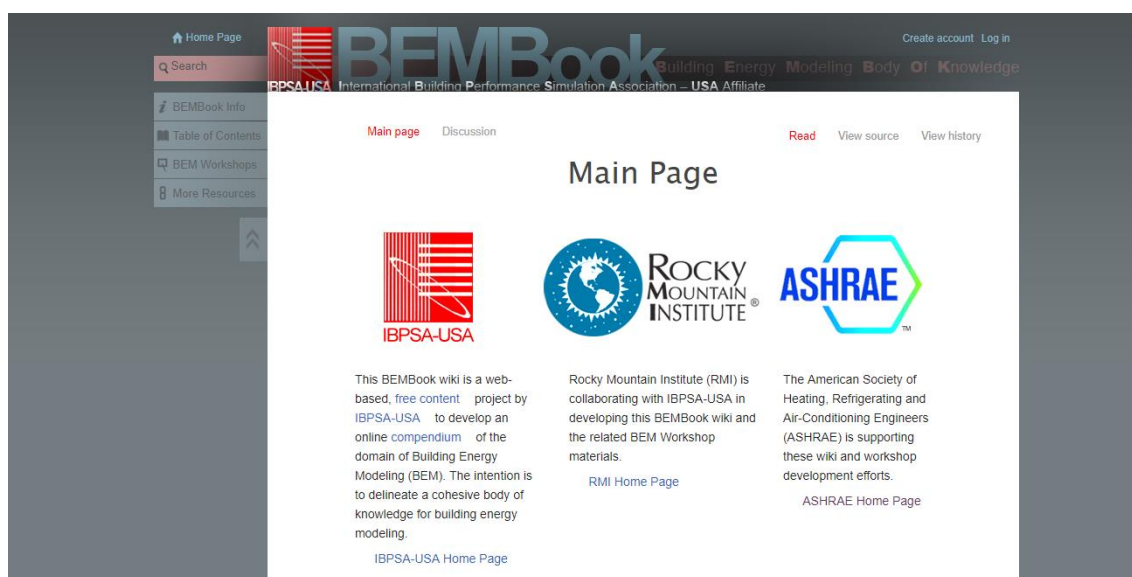 Home Page
Create account Log in
Search
BEMBook
Building Energy Modeling Body Of Knowledge
IBPSA-USA International Building Performance Simulation Association – USA Affiliate
BEMBook Info
Table of Contents
BEM Workshops
More Resources
Main page Discussion
Read View source View history
Main Page
IBPSA-USA
ROCKY
MOUNTAIN
INSTITUTE ®
ASHRAE
TM
This BEMBook wiki is a web-
based, free content project by
IBPSA-USA to develop an
online compendium of the
domain of Building Energy
Modeling (BEM). The intention is
to delineate a cohesive body of
knowledge for building energy
modeling.
IBPSA-USA Home Page
Rocky Mountain Institute (RMI) is
collaborating with IBPSA-USA in
developing this BEMBook wiki and
the related BEM Workshop
materials.
RMI Home Page
The American Society of
Heating, Refrigerating and
Air-Conditioning Engineers
(ASHRAE) is supporting
these wiki and workshop
development efforts.
ASHRAE Home Page